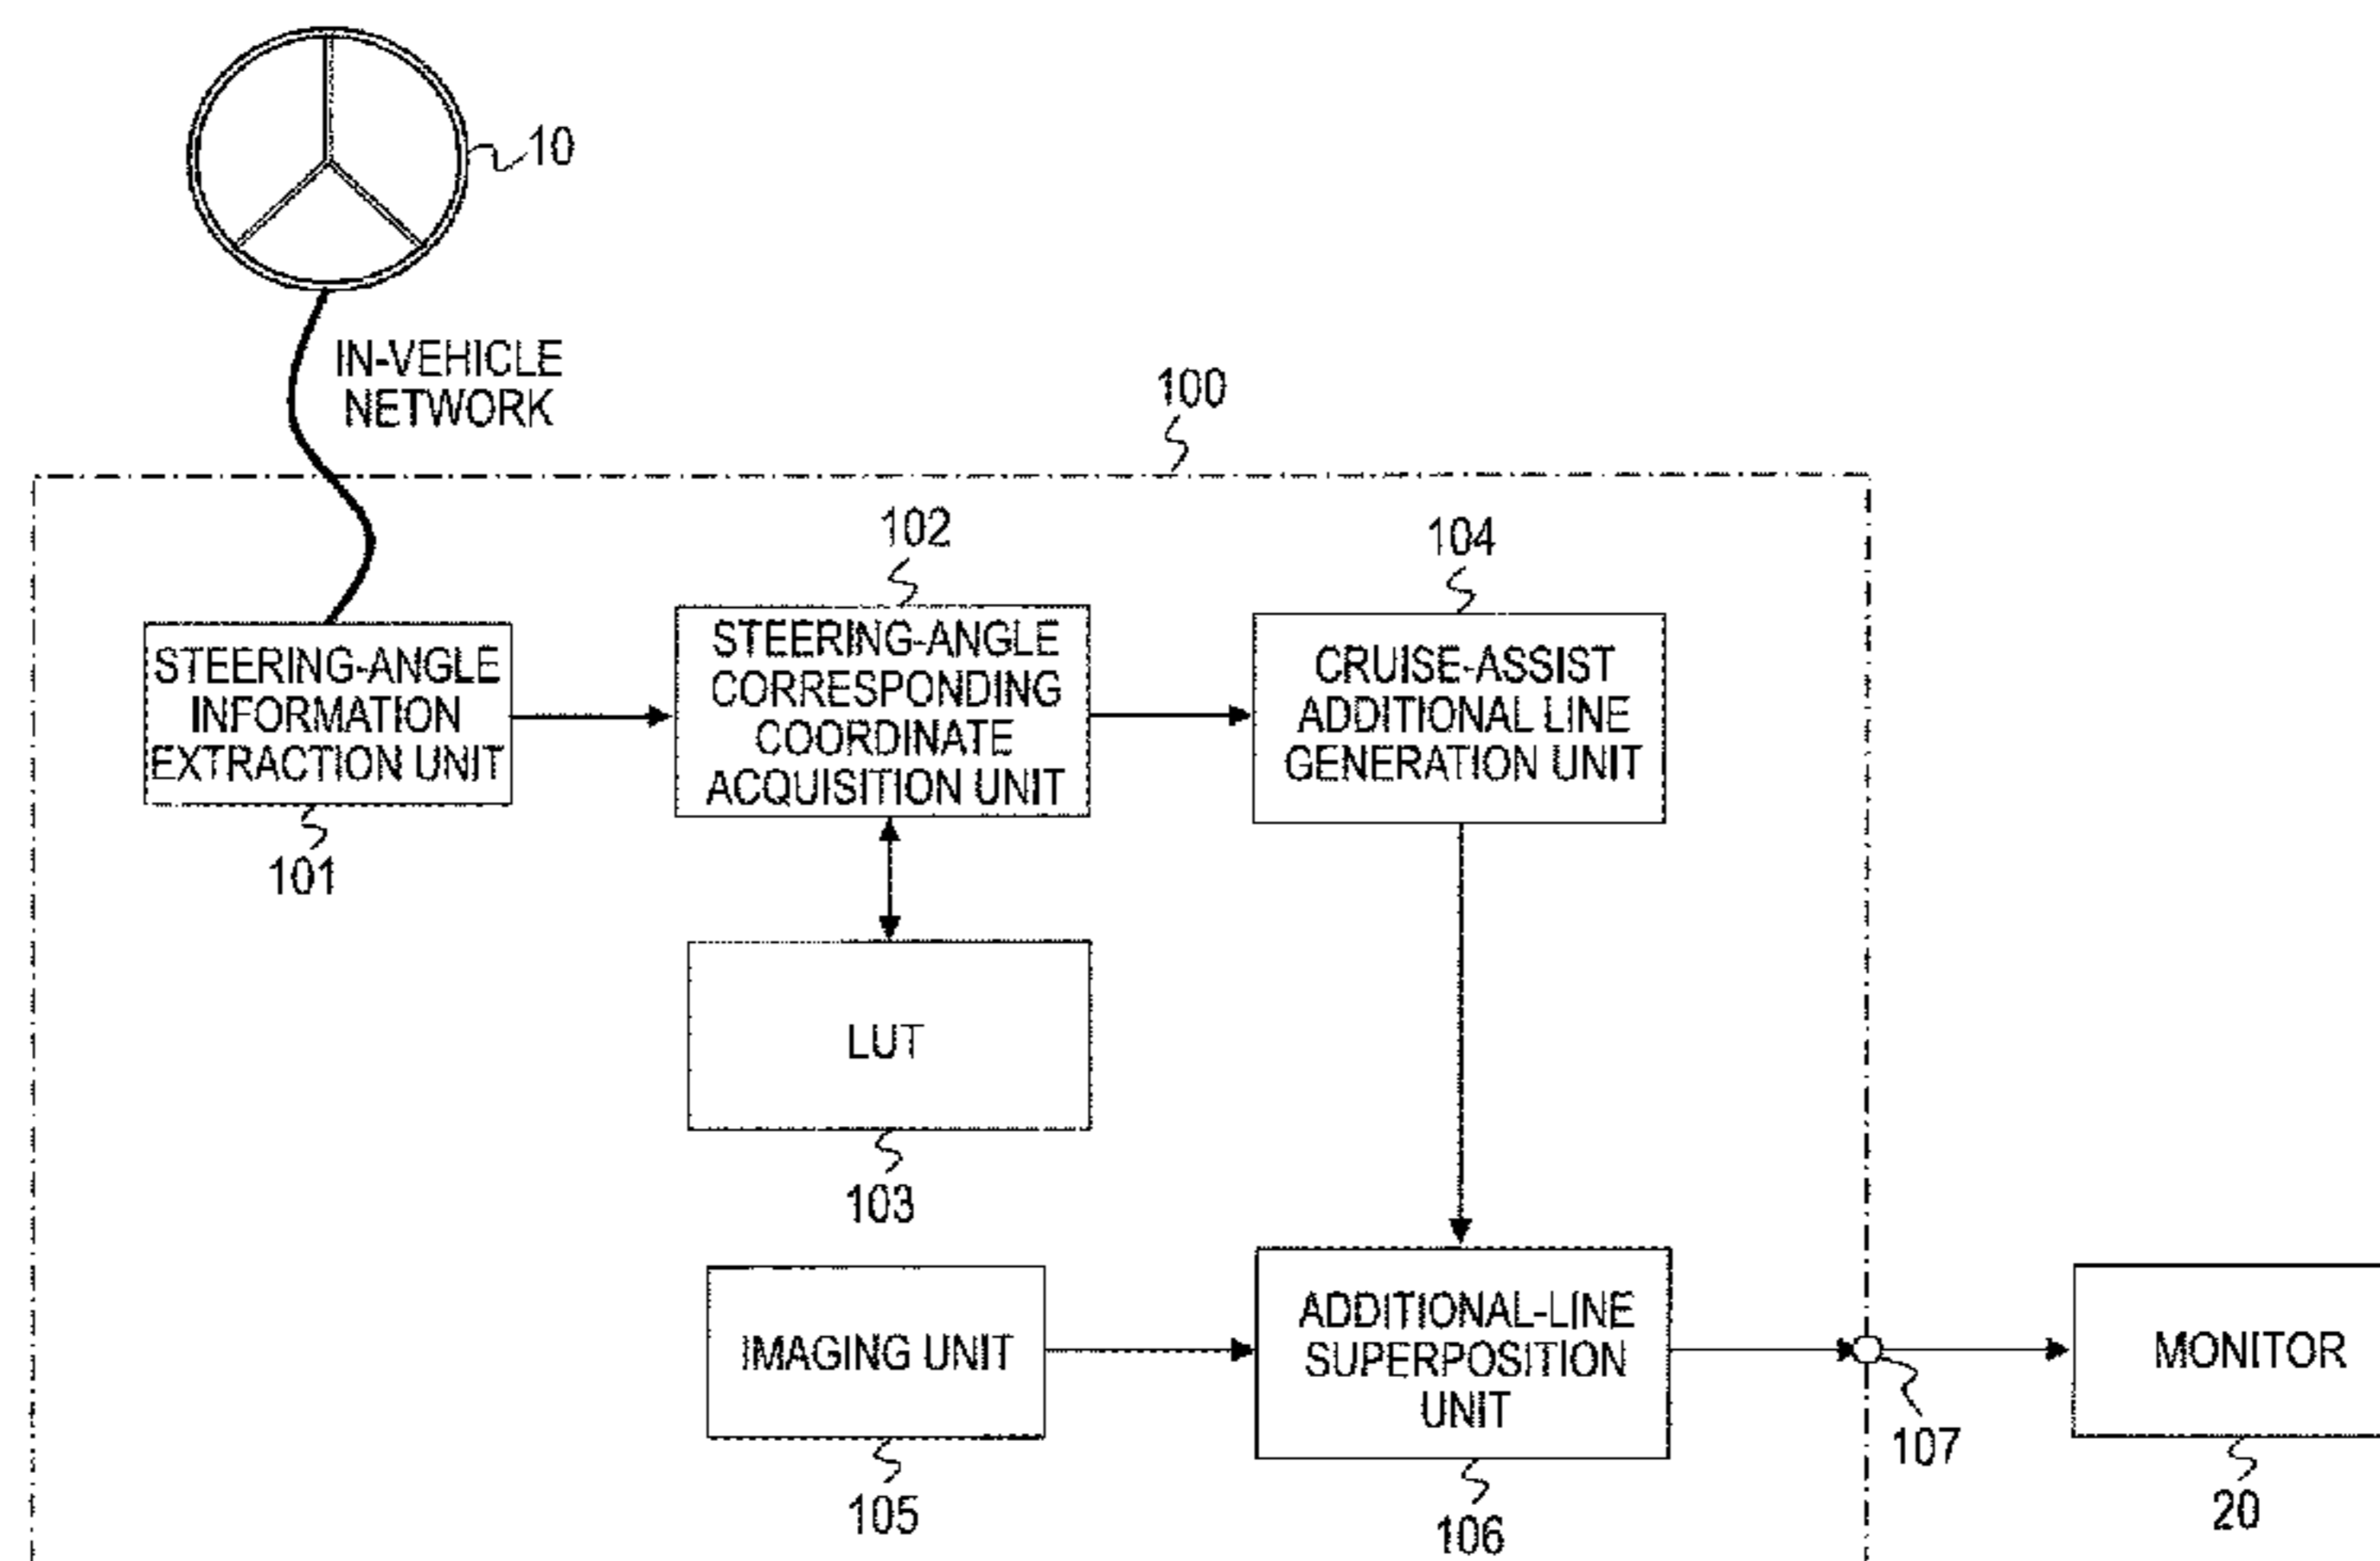 10
IN-VEHICLE
NETWORK
100
102
104
STEERING-ANGLE
INFORMATION
EXTRACTION UNIT
STEERING-ANGLE
CORRESPONDING
COORDINATE
ACQUISITION UNIT
CRUISE-ASSIST
ADDITIONAL LINE
GENERATION UNIT
101
LUT
103
IMAGING UNIT
ADDITIONAL-LINE
SUPERPOSITION
UNIT
MONITOR
107
105
106
20